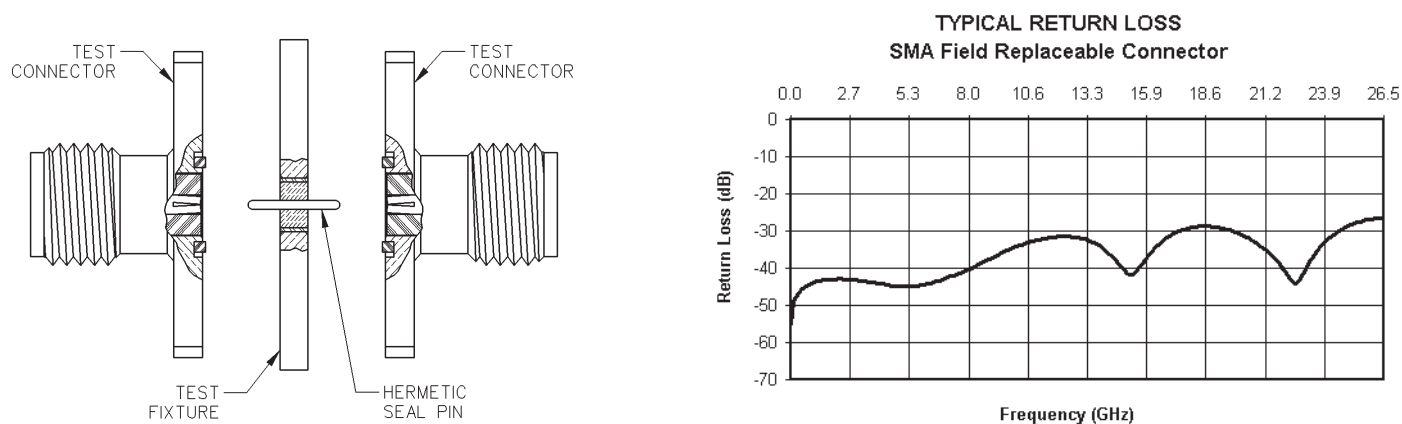 TEST
CONNECTOR
TEST
CONNECTOR
TEST
FIXTURE
HERMETIC
SEAL PIN
TYPICAL RETURN LOSS
SMA Field Replaceable Connector
0.0 2.7 5.3 8.0 10.6 13.3 15.9 18.6 21.2 23.9 26.5
0
-10
-20
-30
-40
-50
-60
-70
Return Loss (dB)
Frequency (GHz)